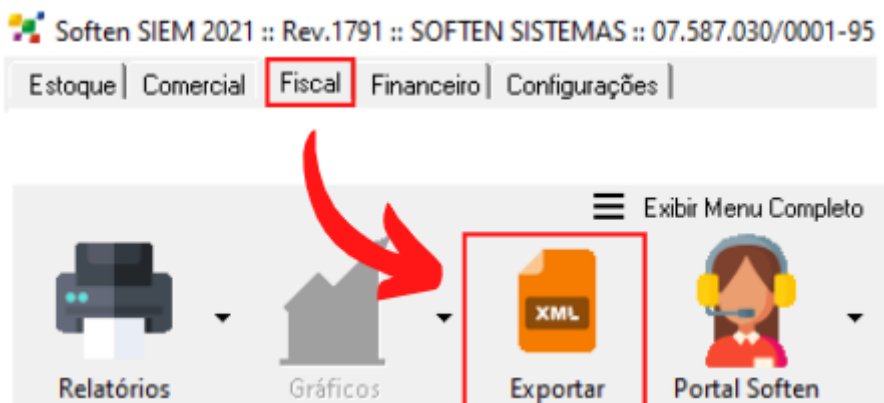 Soften SIEM 2021 :: Rev.1791 :: SOFTEN SISTEMAS :: 07.587.030/0001-95
Estoque Comercial Fiscal Financeiro Configurações
Exibir Menu Completo
XML
Relatórios Gráficos Exportar Portal Soften